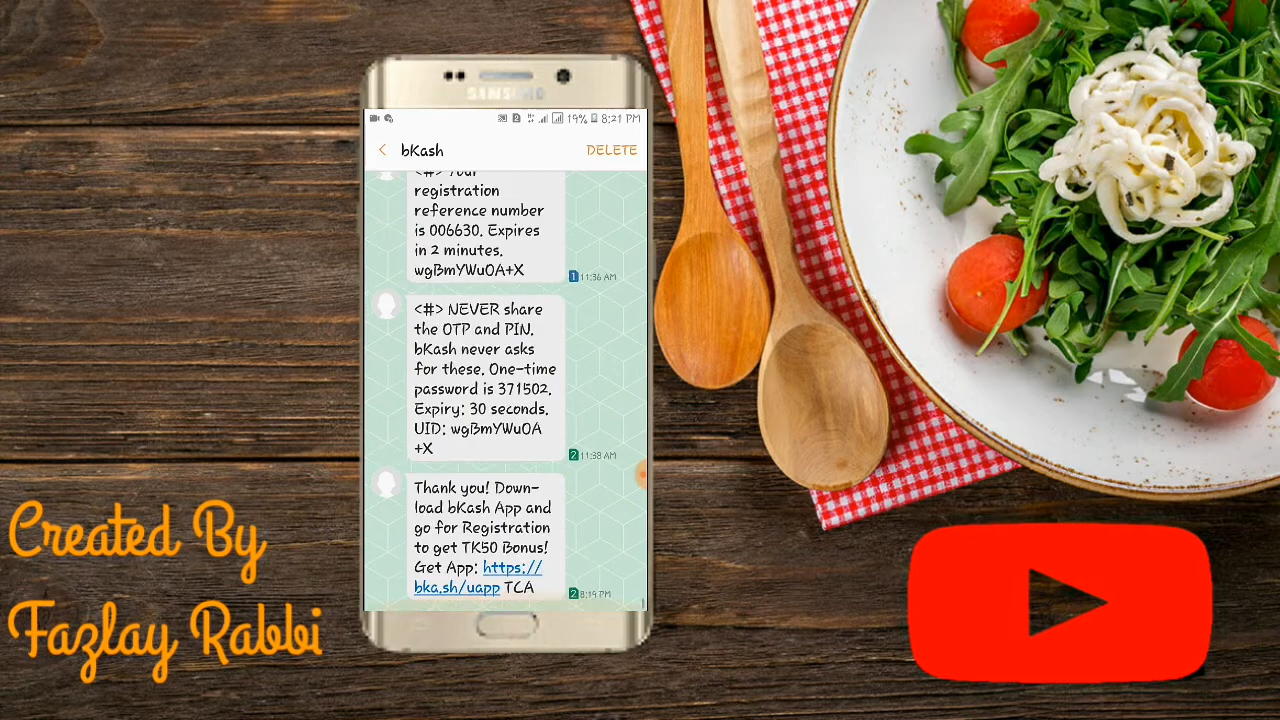 SAMSUNG
19% 8:21 PM
bKash
DELETE
registration
reference number
is 006630. Expires
in 2 minutes.
wgBmYWuOA+X
1 11:36 AM
<#> NEVER share
the OTP and PIN.
bKash never asks
for these. One-time
password is 371502.
Expiry: 30 seconds.
UID: wgBmYWuOA
+X
2 11:38 AM
Thank you! Down-
load bKash App and
go for Registration
to get TK50 Bonus!
Get App: https://
bka.sh/uapp TCA
2 8:19 PM
Created By
Fazlay Rabbi